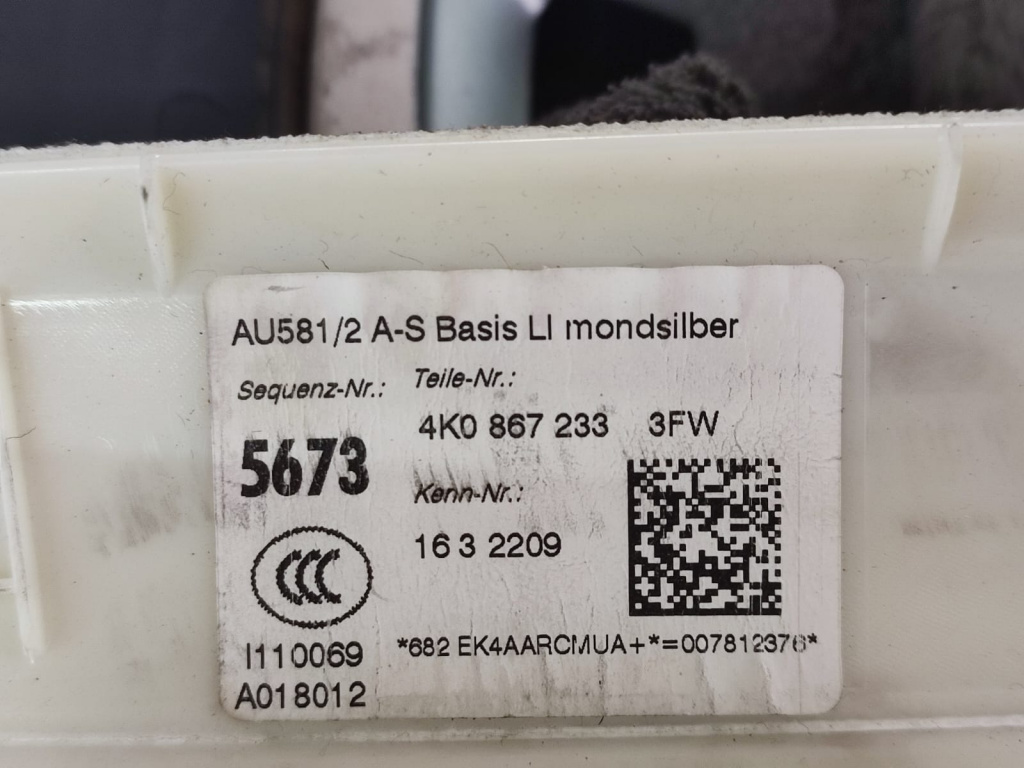 AU581/2 A-S Basis LI mondsilber
Sequenz-Nr.: Teile-Nr.:
4K0 867 233 3FW
5673
Kenn-Nr.:
16 3 2209
CCC
I110069
*682 EK4AARCMUA+*=007812376*
A018012